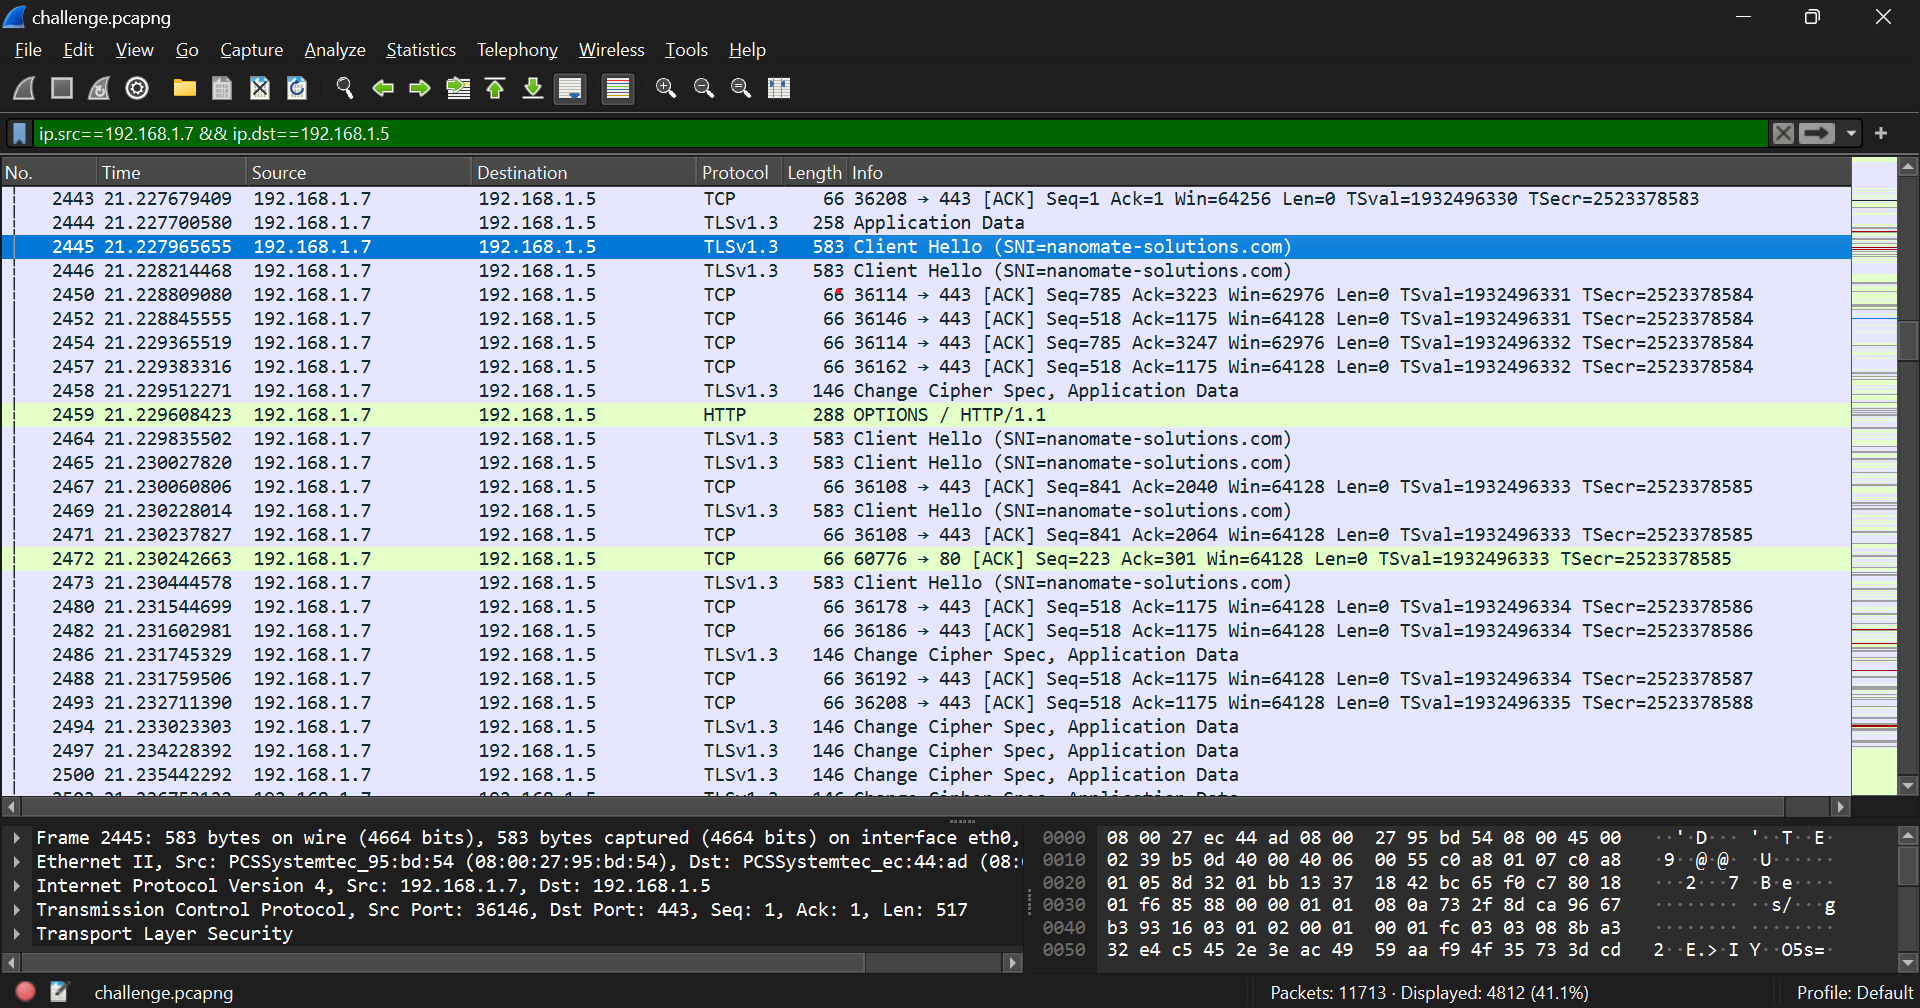 challenge.pcapng
File Edit View Go Capture Analyze Statistics Telephony Wireless Tools Help
ip.src==192.168.1.7 && ip.dst==192.168.1.5
No. Time Source Destination Protocol Length Info
2443 21.227679409 192.168.1.7 192.168.1.5 TCP 66 36208 → 443 [ACK] Seq=1 Ack=1 Win=64256 Len=0 TSval=1932496330 TSecr=2523378583
2444 21.227700580 192.168.1.7 192.168.1.5 TLSv1.3 258 Application Data
2445 21.227965655 192.168.1.7 192.168.1.5 TLSv1.3 583 Client Hello (SNI=nanomate-solutions.com)
2446 21.228214468 192.168.1.7 192.168.1.5 TLSv1.3 583 Client Hello (SNI=nanomate-solutions.com)
2450 21.228809080 192.168.1.7 192.168.1.5 TCP 66 36114 → 443 [ACK] Seq=785 Ack=3223 Win=62976 Len=0 TSval=1932496331 TSecr=2523378584
2452 21.228845555 192.168.1.7 192.168.1.5 TCP 66 36146 → 443 [ACK] Seq=518 Ack=1175 Win=64128 Len=0 TSval=1932496331 TSecr=2523378584
2454 21.229365519 192.168.1.7 192.168.1.5 TCP 66 36114 → 443 [ACK] Seq=785 Ack=3247 Win=62976 Len=0 TSval=1932496332 TSecr=2523378584
2457 21.229383316 192.168.1.7 192.168.1.5 TCP 66 36162 → 443 [ACK] Seq=518 Ack=1175 Win=64128 Len=0 TSval=1932496332 TSecr=2523378584
2458 21.229512271 192.168.1.7 192.168.1.5 TLSv1.3 146 Change Cipher Spec, Application Data
2459 21.229608423 192.168.1.7 192.168.1.5 HTTP 288 OPTIONS / HTTP/1.1
2464 21.229835502 192.168.1.7 192.168.1.5 TLSv1.3 583 Client Hello (SNI=nanomate-solutions.com)
2465 21.230027820 192.168.1.7 192.168.1.5 TLSv1.3 583 Client Hello (SNI=nanomate-solutions.com)
2467 21.230060806 192.168.1.7 192.168.1.5 TCP 66 36108 → 443 [ACK] Seq=841 Ack=2040 Win=64128 Len=0 TSval=1932496333 TSecr=2523378585
2469 21.230228014 192.168.1.7 192.168.1.5 TLSv1.3 583 Client Hello (SNI=nanomate-solutions.com)
2471 21.230237827 192.168.1.7 192.168.1.5 TCP 66 36108 → 443 [ACK] Seq=841 Ack=2064 Win=64128 Len=0 TSval=1932496333 TSecr=2523378585
2472 21.230242663 192.168.1.7 192.168.1.5 TCP 66 60776 → 80 [ACK] Seq=223 Ack=301 Win=64128 Len=0 TSval=1932496333 TSecr=2523378585
2473 21.230444578 192.168.1.7 192.168.1.5 TLSv1.3 583 Client Hello (SNI=nanomate-solutions.com)
2480 21.231544699 192.168.1.7 192.168.1.5 TCP 66 36178 → 443 [ACK] Seq=518 Ack=1175 Win=64128 Len=0 TSval=1932496334 TSecr=2523378586
2482 21.231602981 192.168.1.7 192.168.1.5 TCP 66 36186 → 443 [ACK] Seq=518 Ack=1175 Win=64128 Len=0 TSval=1932496334 TSecr=2523378586
2486 21.231745329 192.168.1.7 192.168.1.5 TLSv1.3 146 Change Cipher Spec, Application Data
2488 21.231759506 192.168.1.7 192.168.1.5 TCP 66 36192 → 443 [ACK] Seq=518 Ack=1175 Win=64128 Len=0 TSval=1932496334 TSecr=2523378587
2493 21.232711390 192.168.1.7 192.168.1.5 TCP 66 36208 → 443 [ACK] Seq=518 Ack=1175 Win=64128 Len=0 TSval=1932496335 TSecr=2523378588
2494 21.233023303 192.168.1.7 192.168.1.5 TLSv1.3 146 Change Cipher Spec, Application Data
2497 21.234228392 192.168.1.7 192.168.1.5 TLSv1.3 146 Change Cipher Spec, Application Data
2500 21.235442292 192.168.1.7 192.168.1.5 TLSv1.3 146 Change Cipher Spec, Application Data
Frame 2445: 583 bytes on wire (4664 bits), 583 bytes captured (4664 bits) on interface eth0,
Ethernet II, Src: PCSSystemtec_95:bd:54 (08:00:27:95:bd:54), Dst: PCSSystemtec_ec:44:ad (08:
Internet Protocol Version 4, Src: 192.168.1.7, Dst: 192.168.1.5
Transmission Control Protocol, Src Port: 36146, Dst Port: 443, Seq: 1, Ack: 1, Len: 517
Transport Layer Security
0000 08 00 27 ec 44 ad 08 00 27 95 bd 54 08 00 45 00 ··'·D··· '··T··E·
0010 02 39 b5 0d 40 00 40 06 00 55 c0 a8 01 07 c0 a8 ·9··@·@· ·U······
0020 01 05 8d 32 01 bb 13 37 18 42 bc 65 f0 c7 80 18 ···2···7 ·B·e····
0030 01 f6 85 88 00 00 01 01 08 0a 73 2f 8d ca 96 67 ········ ··s/···g
0040 b3 93 16 03 01 02 00 01 00 01 fc 03 03 08 8b a3 ········ ········
0050 32 e4 c5 45 2e 3e ac 49 59 aa f9 4f 35 73 3d cd 2··E.>·I Y··O5s=·
challenge.pcapng
Packets: 11713 · Displayed: 4812 (41.1%)
Profile: Default